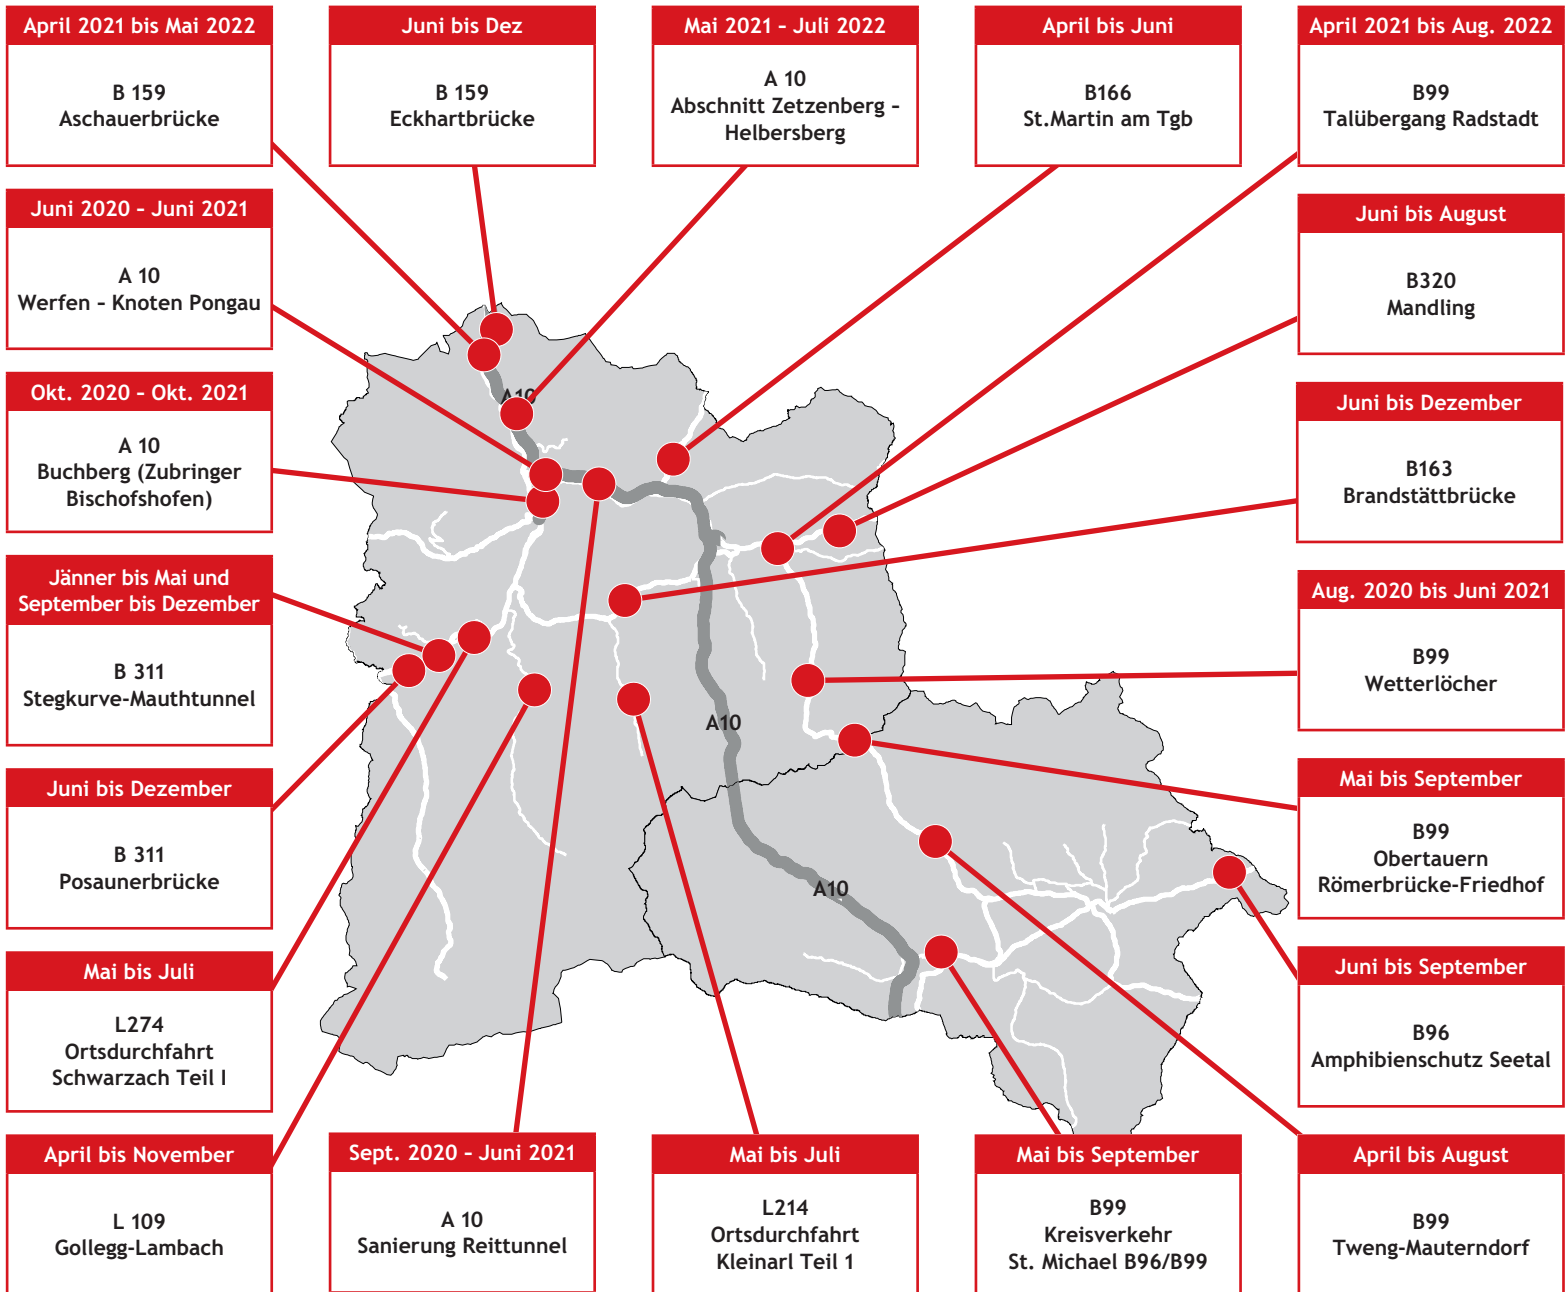 April 2021 bis Mai 2022
B 159
Aschauerbrücke
Juni bis Dez
B 159
Eckhartbrücke
Mai 2021 – Juli 2022
A 10
Abschnitt Zetzenberg –
Helbersberg
April bis Juni
B166
St.Martin am Tgb
April 2021 bis Aug. 2022
B99
Talübergang Radstadt
Juni 2020 – Juni 2021
A 10
Werfen – Knoten Pongau
Juni bis August
B320
Mandling
Okt. 2020 – Okt. 2021
A 10
Buchberg (Zubringer
Bischofshofen)
Juni bis Dezember
B163
Brandstättbrücke
Jänner bis Mai und
September bis Dezember
B 311
Stegkurve-Mauthtunnel
Aug. 2020 bis Juni 2021
B99
Wetterlöcher
Juni bis Dezember
B 311
Posaunerbrücke
Mai bis September
B99
Obertauern
Römerbrücke-Friedhof
Mai bis Juli
L274
Ortsdurchfahrt
Schwarzach Teil I
Juni bis September
B96
Amphibienschutz Seetal
April bis November
L 109
Gollegg-Lambach
Sept. 2020 – Juni 2021
A 10
Sanierung Reittunnel
Mai bis Juli
L214
Ortsdurchfahrt
Kleinarl Teil 1
Mai bis September
B99
Kreisverkehr
St. Michael B96/B99
April bis August
B99
Tweng-Mauterndorf
A10
A10
A10